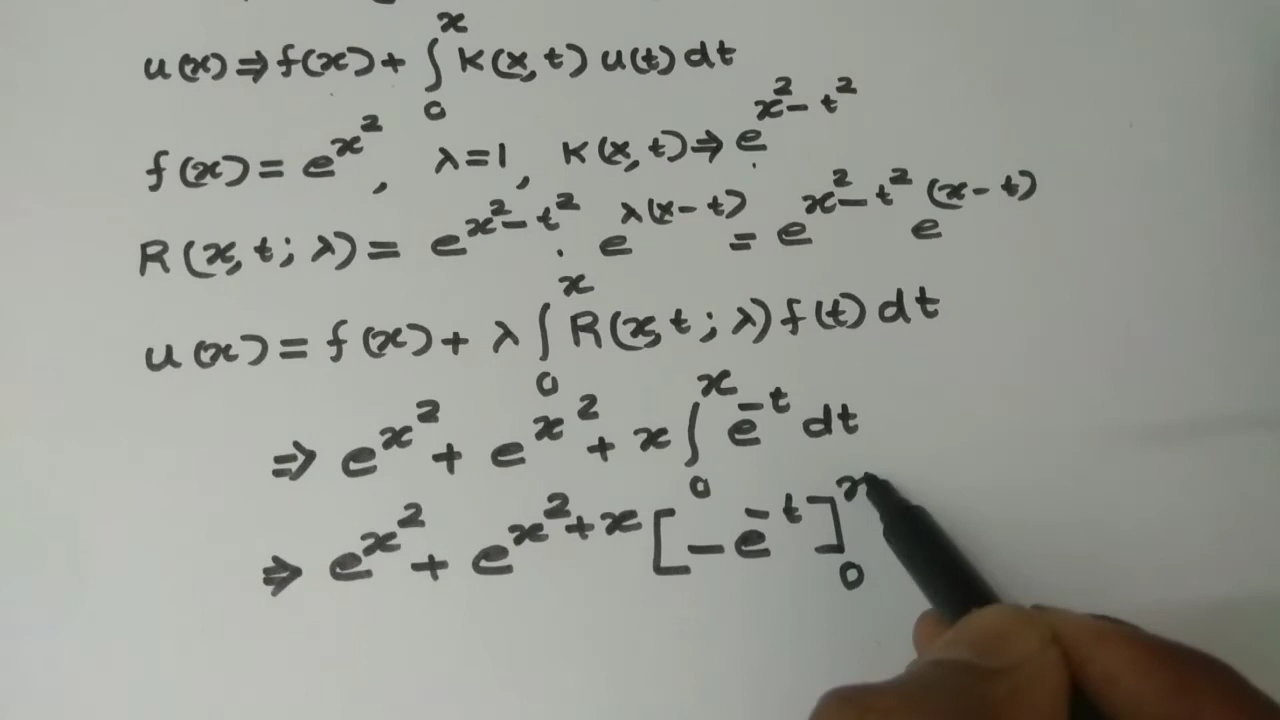 u(x) ⇒ f(x) + ∫₀ˣ K(x,t) u(t) dt
f(x) = e^{x²}, λ=1, K(x,t) ⇒ e^{x²-t²}
R(x,t;λ) = e^{x²-t²} . e^{λ(x-t)} = e^{x²-t²} e^{(x-t)}
u(x) = f(x) + λ ∫₀ˣ R(x,t;λ) f(t) dt
⇒ e^{x²} + e^{x²} + x ∫₀ˣ e^{-t} dt
⇒ e^{x²} + e^{x²+x} [-e^{-t}]₀ˣ